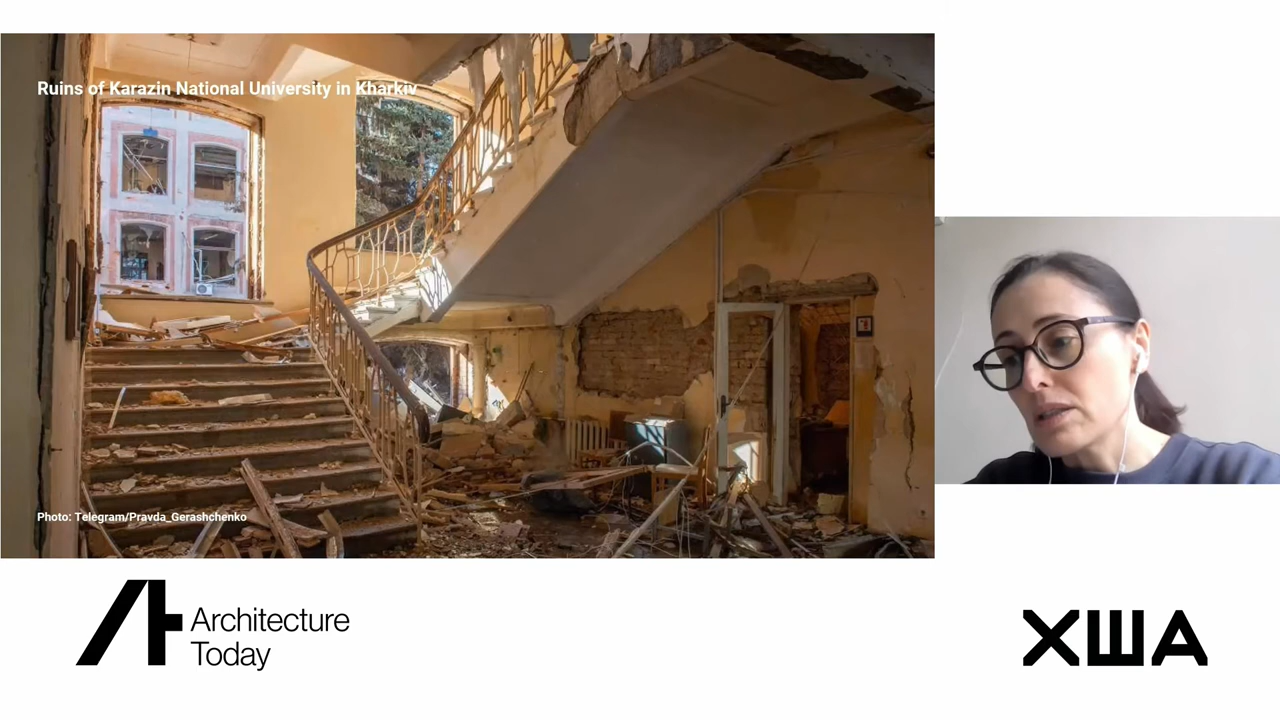 Ruins of Karazin National University in Kharkiv
Photo: Telegram/Pravda_Gerashchenko
Architecture
Today
ХША